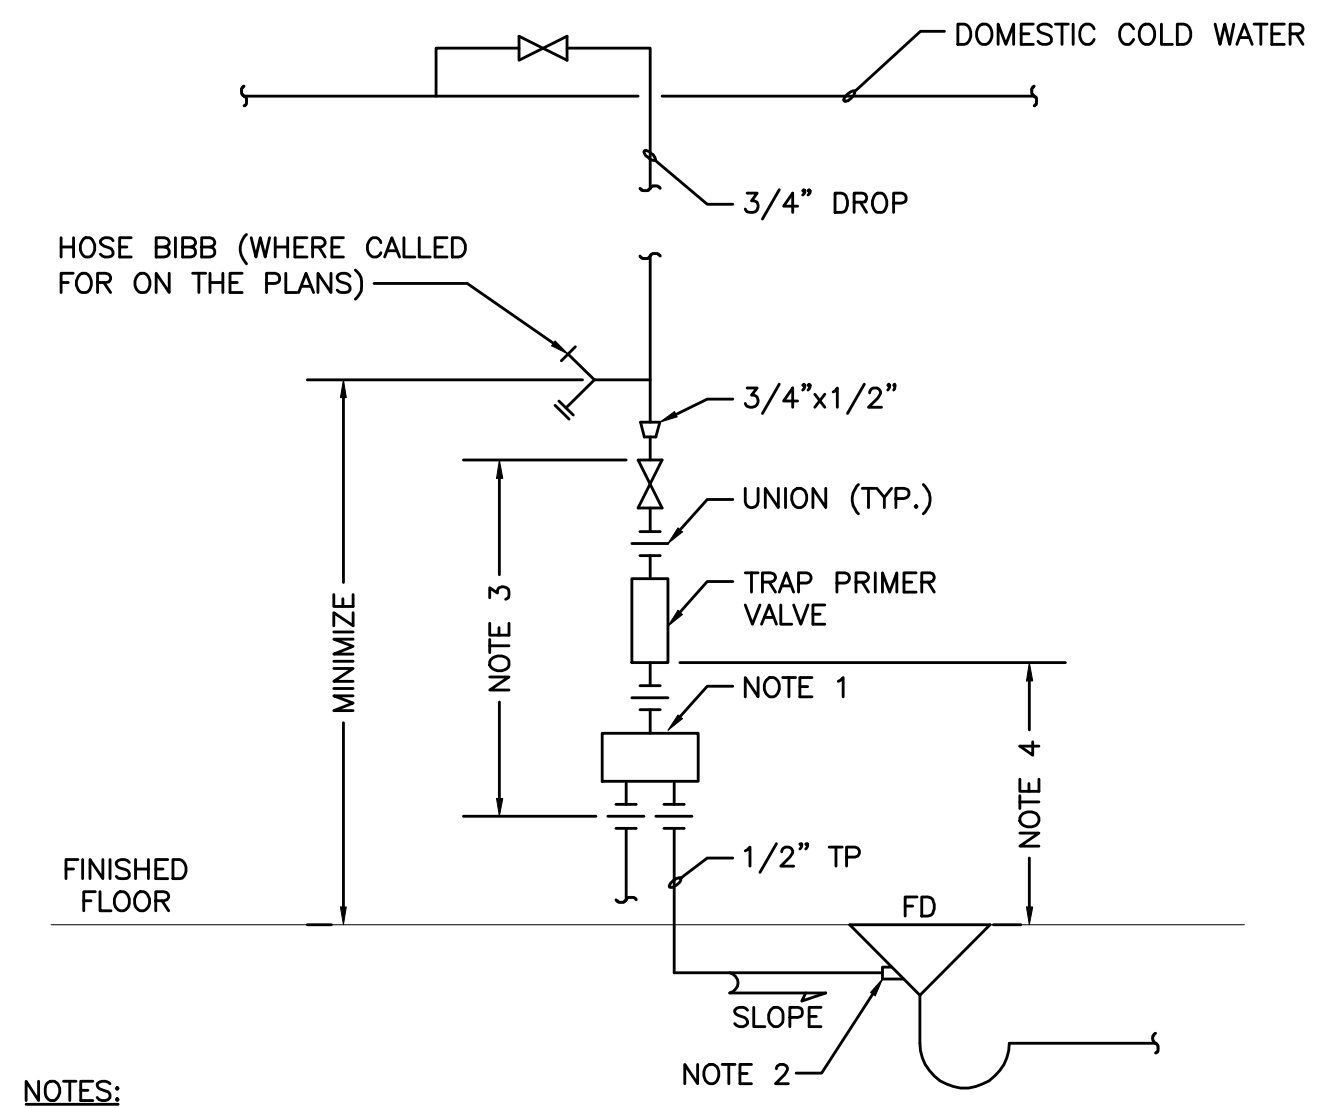 DOMESTIC COLD WATER
3/4” DROP
HOSE BIBB (WHERE CALLED
FOR ON THE PLANS)
3/4”x1/2”
UNION (TYP.)
TRAP PRIMER
VALVE
MINIMIZE
NOTE 3
NOTE 1
NOTE 4
1/2” TP
FINISHED
FLOOR
FD
SLOPE
NOTE 2
NOTES: